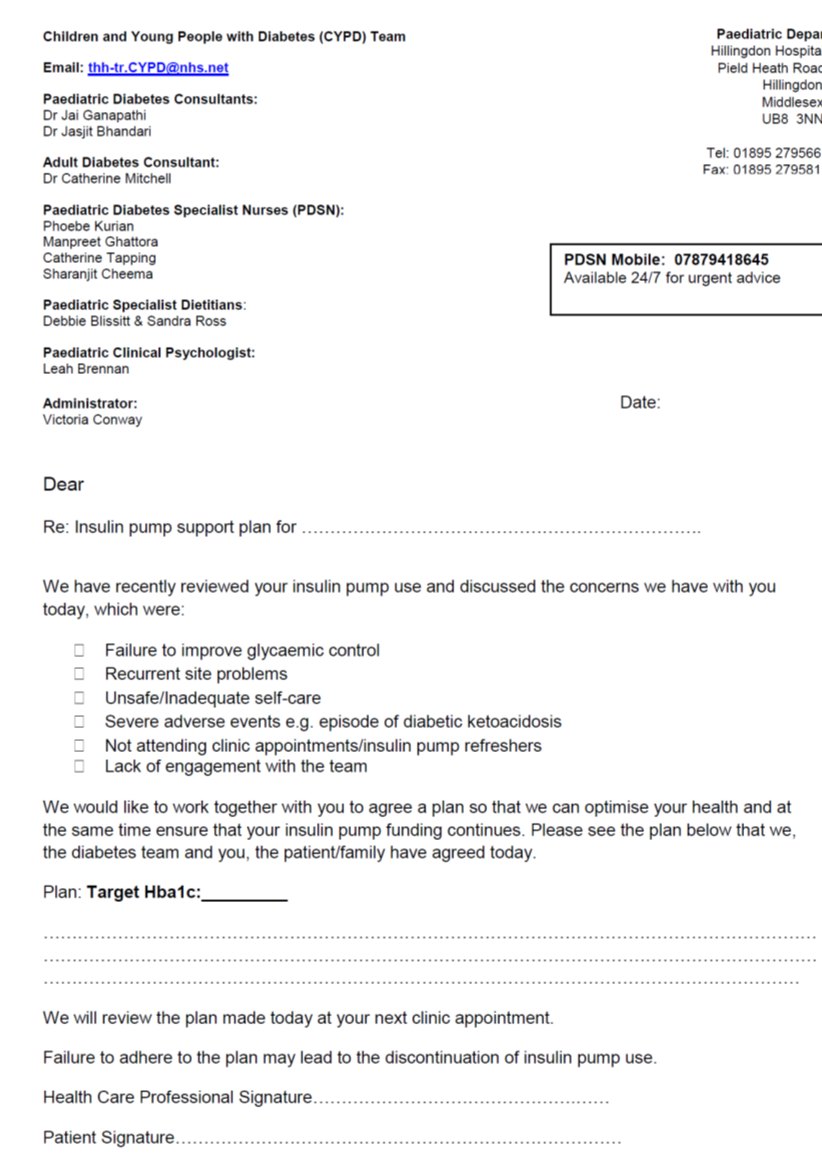 Children and Young People with Diabetes (CYPD) Team
Email: thh-tr.CYPD@nhs.net
Paediatric Diabetes Consultants:
Dr Jai Ganapathi
Dr Jasjit Bhandari
Adult Diabetes Consultant:
Dr Catherine Mitchell
Paediatric Diabetes Specialist Nurses (PDSN):
Phoebe Kurian
Manpreet Ghattora
Catherine Tapping
Sharanjit Cheema
Paediatric Specialist Dietitians:
Debbie Blissitt & Sandra Ross
Paediatric Clinical Psychologist:
Leah Brennan
Administrator:
Victoria Conway
Paediatric Depar
Hillingdon Hospita
Pield Heath Road
Hillingdon
Middlesex
UB8 3NN
Tel: 01895 279566
Fax: 01895 279581
PDSN Mobile: 07879418645
Available 24/7 for urgent advice
Date:
Dear
Re: Insulin pump support plan for ……………………………………………………………….
We have recently reviewed your insulin pump use and discussed the concerns we have with you
today, which were:
Failure to improve glycaemic control
Recurrent site problems
Unsafe/Inadequate self-care
Severe adverse events e.g. episode of diabetic ketoacidosis
Not attending clinic appointments/insulin pump refreshers
Lack of engagement with the team
We would like to work together with you to agree a plan so that we can optimise your health and at
the same time ensure that your insulin pump funding continues. Please see the plan below that we,
the diabetes team and you, the patient/family have agreed today.
Plan: Target Hba1c:_________
We will review the plan made today at your next clinic appointment.
Failure to adhere to the plan may lead to the discontinuation of insulin pump use.
Health Care Professional Signature……………………………………………
Patient Signature……………………………………………………………………